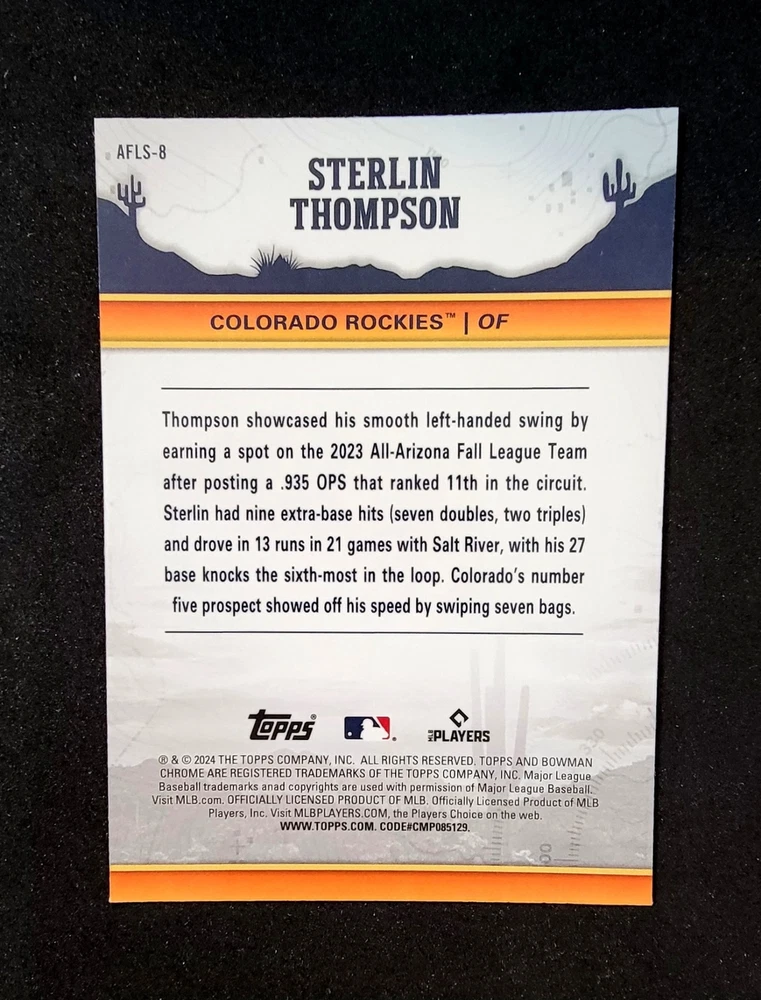 AFLS-8
STERLIN
THOMPSON
COLORADO ROCKIES™ | OF
Thompson showcased his smooth left-handed swing by
earning a spot on the 2023 All-Arizona Fall League Team
after posting a .935 OPS that ranked 11th in the circuit.
Sterlin had nine extra-base hits (seven doubles, two triples)
and drove in 13 runs in 21 games with Salt River, with his 27
base knocks the sixth-most in the loop. Colorado's number
five prospect showed off his speed by swiping seven bags.
Topps® ® MLB PLAYERS
® & © 2024 THE TOPPS COMPANY, INC. ALL RIGHTS RESERVED. TOPPS AND BOWMAN
CHROME ARE REGISTERED TRADEMARKS OF THE TOPPS COMPANY, INC. Major League
Baseball trademarks anad copyrights are used with permission of Major League Baseball.
Visit MLB.com. OFFICIALLY LICENSED PRODUCT OF MLB. Officially Licensed Product of MLB
Players, Inc. Visit MLBPLAYERS.COM, the Players Choice on the web.
WWW.TOPPS.COM. CODE#CMP085129.